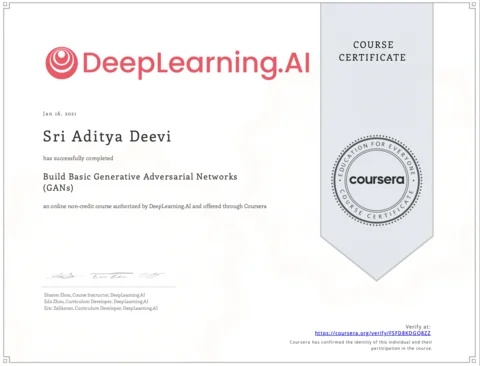 DeepLearning.AI
COURSE
CERTIFICATE
Jan 16, 2021
Sri Aditya Deevi
has successfully completed
Build Basic Generative Adversarial Networks
(GANs)
an online non-credit course authorized by DeepLearning.AI and offered through Coursera
EDUCATION FOR EVERYONE
coursera
COURSE CERTIFICATE
Sharon Zhou, Course Instructor, DeepLearning.AI
Eda Zhou, Curriculum Developer, DeepLearning.AI
Eric Zelikman, Curriculum Developer, DeepLearning.AI
Verify at:
https://coursera.org/verify/FSFD8KDGQ8ZZ
Coursera has confirmed the identity of this individual and their
participation in the course.